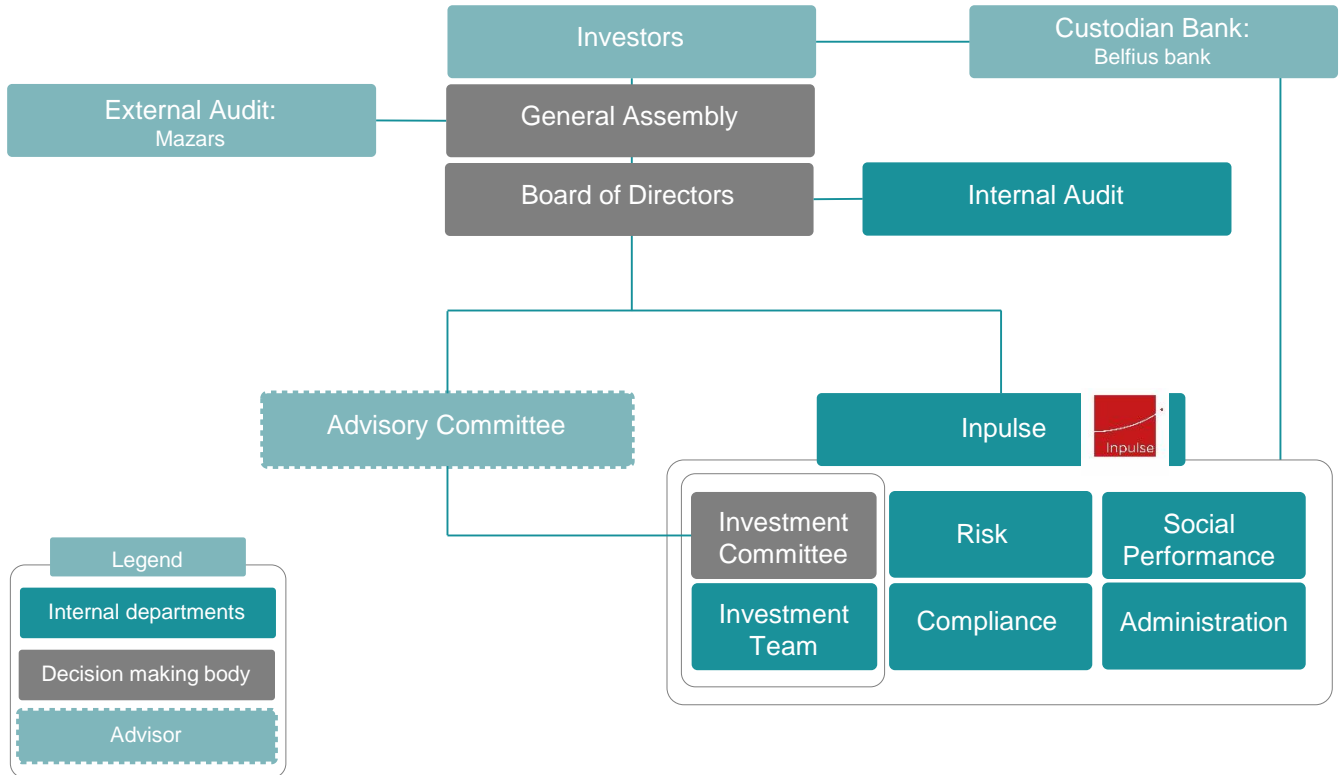 Investors
Custodian Bank:
Belfius bank
External Audit:
Mazars
General Assembly
Board of Directors
Internal Audit
Advisory Committee
Inpulse
Inpulse
Investment
Committee
Risk
Social
Performance
Investment
Team
Compliance
Administration
Legend
Internal departments
Decision making body
Advisor